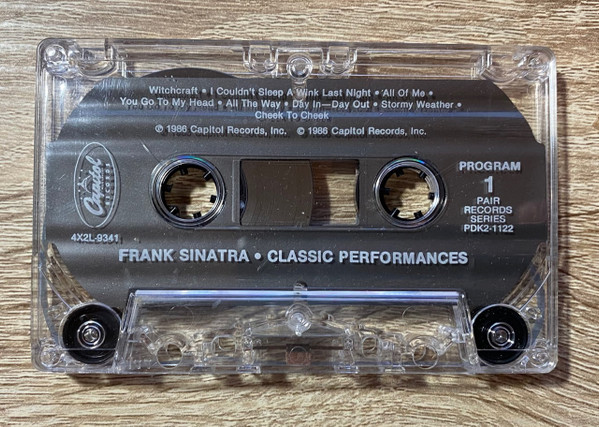 Witchcraft • I Couldn't Sleep A Wink Last Night • All Of Me •
You Go To My Head • All The Way • Day In—Day Out • Stormy Weather •
Cheek To Cheek
℗ 1986 Capitol Records, Inc. © 1986 Capitol Records, Inc.
Capitol
RECORDS
4X2L-9341
PROGRAM
1
PAIR
RECORDS
SERIES
PDK2-1122
FRANK SINATRA • CLASSIC PERFORMANCES